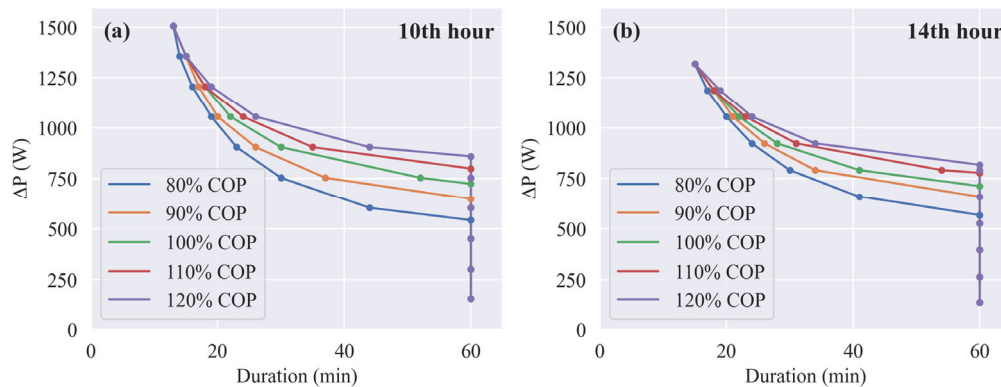 (a) 10th hour
1500
1250
1000
750
500
250
0
ΔP (W)
80% COP
90% COP
100% COP
110% COP
120% COP
0 20 40 60
Duration (min)
(b) 14th hour
1500
1250
1000
750
500
250
0
ΔP (W)
80% COP
90% COP
100% COP
110% COP
120% COP
0 20 40 60
Duration (min)